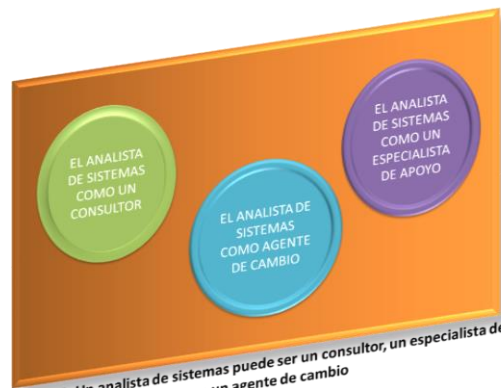 EL ANALISTA
DE SISTEMAS
COMO UN
CONSULTOR
EL ANALISTA DE
SISTEMAS
COMO AGENTE
DE CAMBIO
EL ANALISTA
DE SISTEMAS
COMO UN
ESPECIALISTA
DE APOYO
Un analista de sistemas puede ser un consultor, un especialista de
un agente de cambio